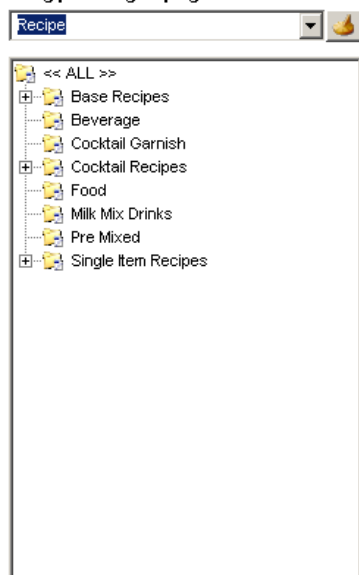 Recipe
<< ALL >>
Base Recipes
Beverage
Cocktail Garnish
Cocktail Recipes
Food
Milk Mix Drinks
Pre Mixed
Single Item Recipes